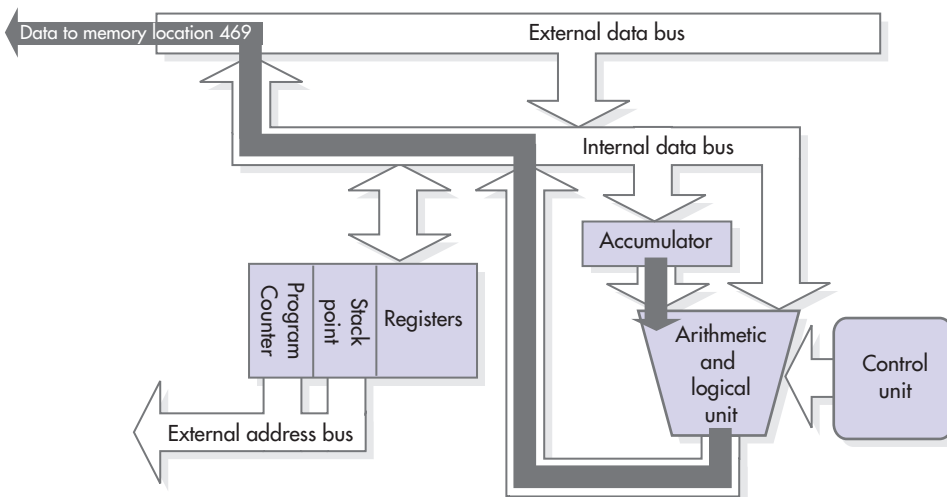 Data to memory location 469
External data bus
Internal data bus
Accumulator
Program
Counter
Stack
point
Registers
Arithmetic
and
logical
unit
Control
unit
External address bus